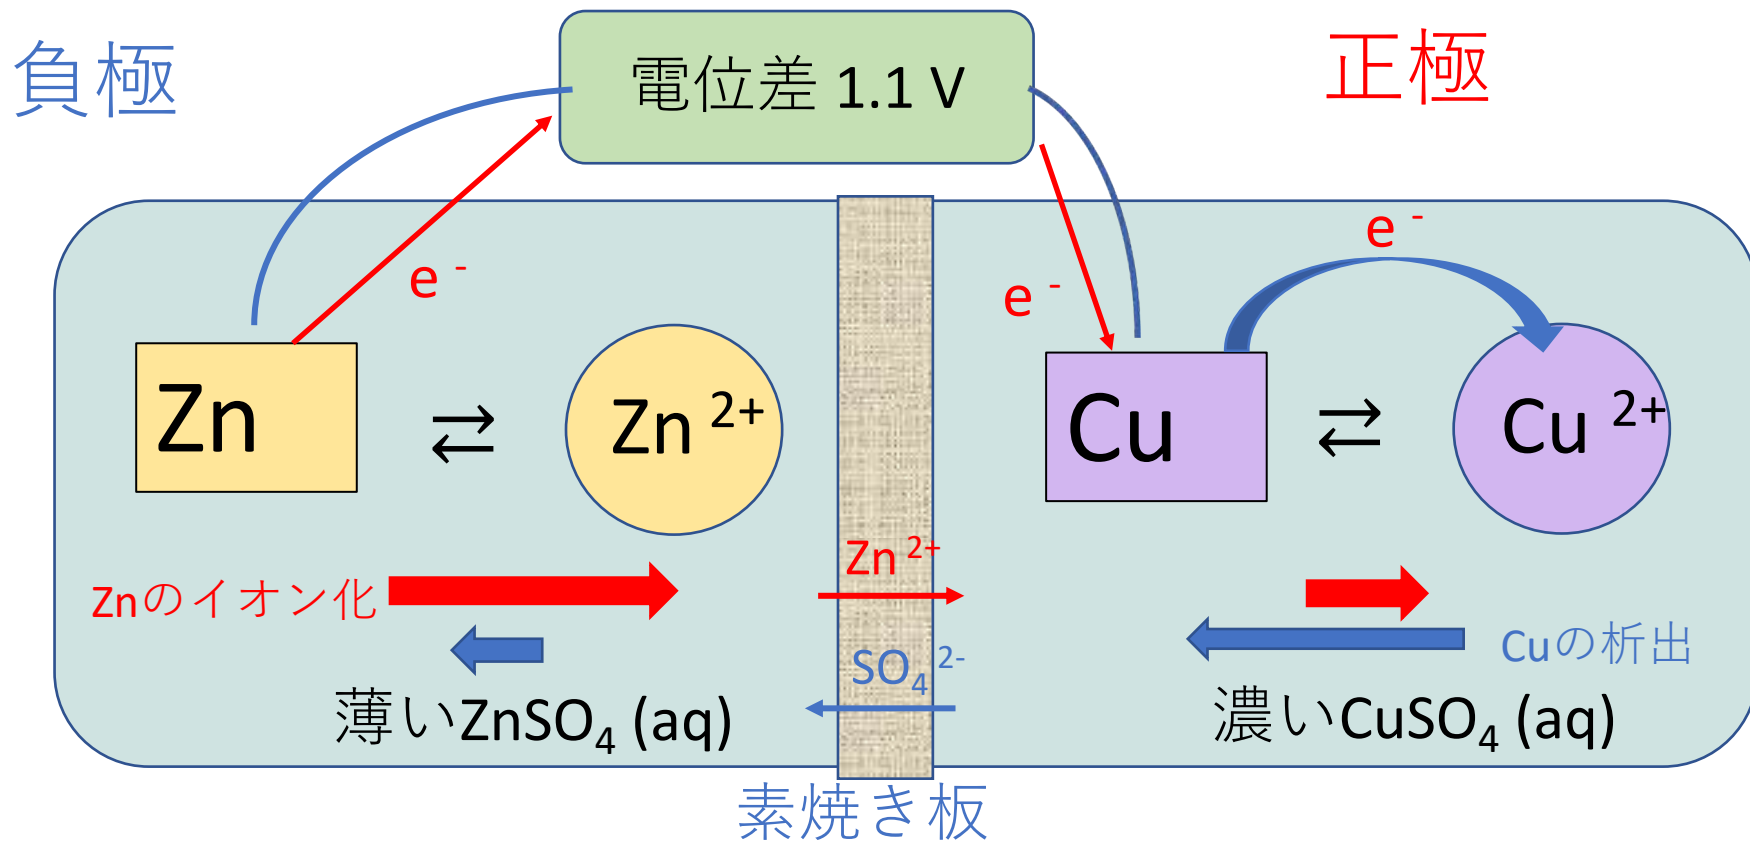 負極
電位差 1.1 V
正極
e -
e -
e -
Zn
⇄
Zn 2+
Cu
⇄
Cu 2+
Znのイオン化
Zn 2+
SO4 2-
Cuの析出
薄いZnSO4 (aq)
濃いCuSO4 (aq)
素焼き板